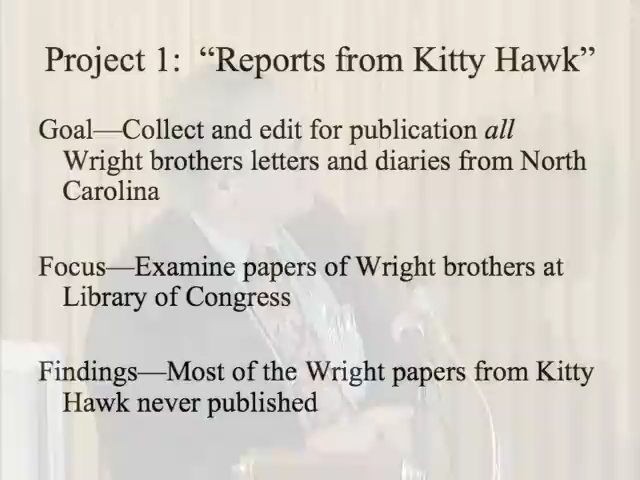 Project 1: “Reports from Kitty Hawk”
Goal—Collect and edit for publication all
Wright brothers letters and diaries from North
Carolina
Focus—Examine papers of Wright brothers at
Library of Congress
Findings—Most of the Wright papers from Kitty
Hawk never published